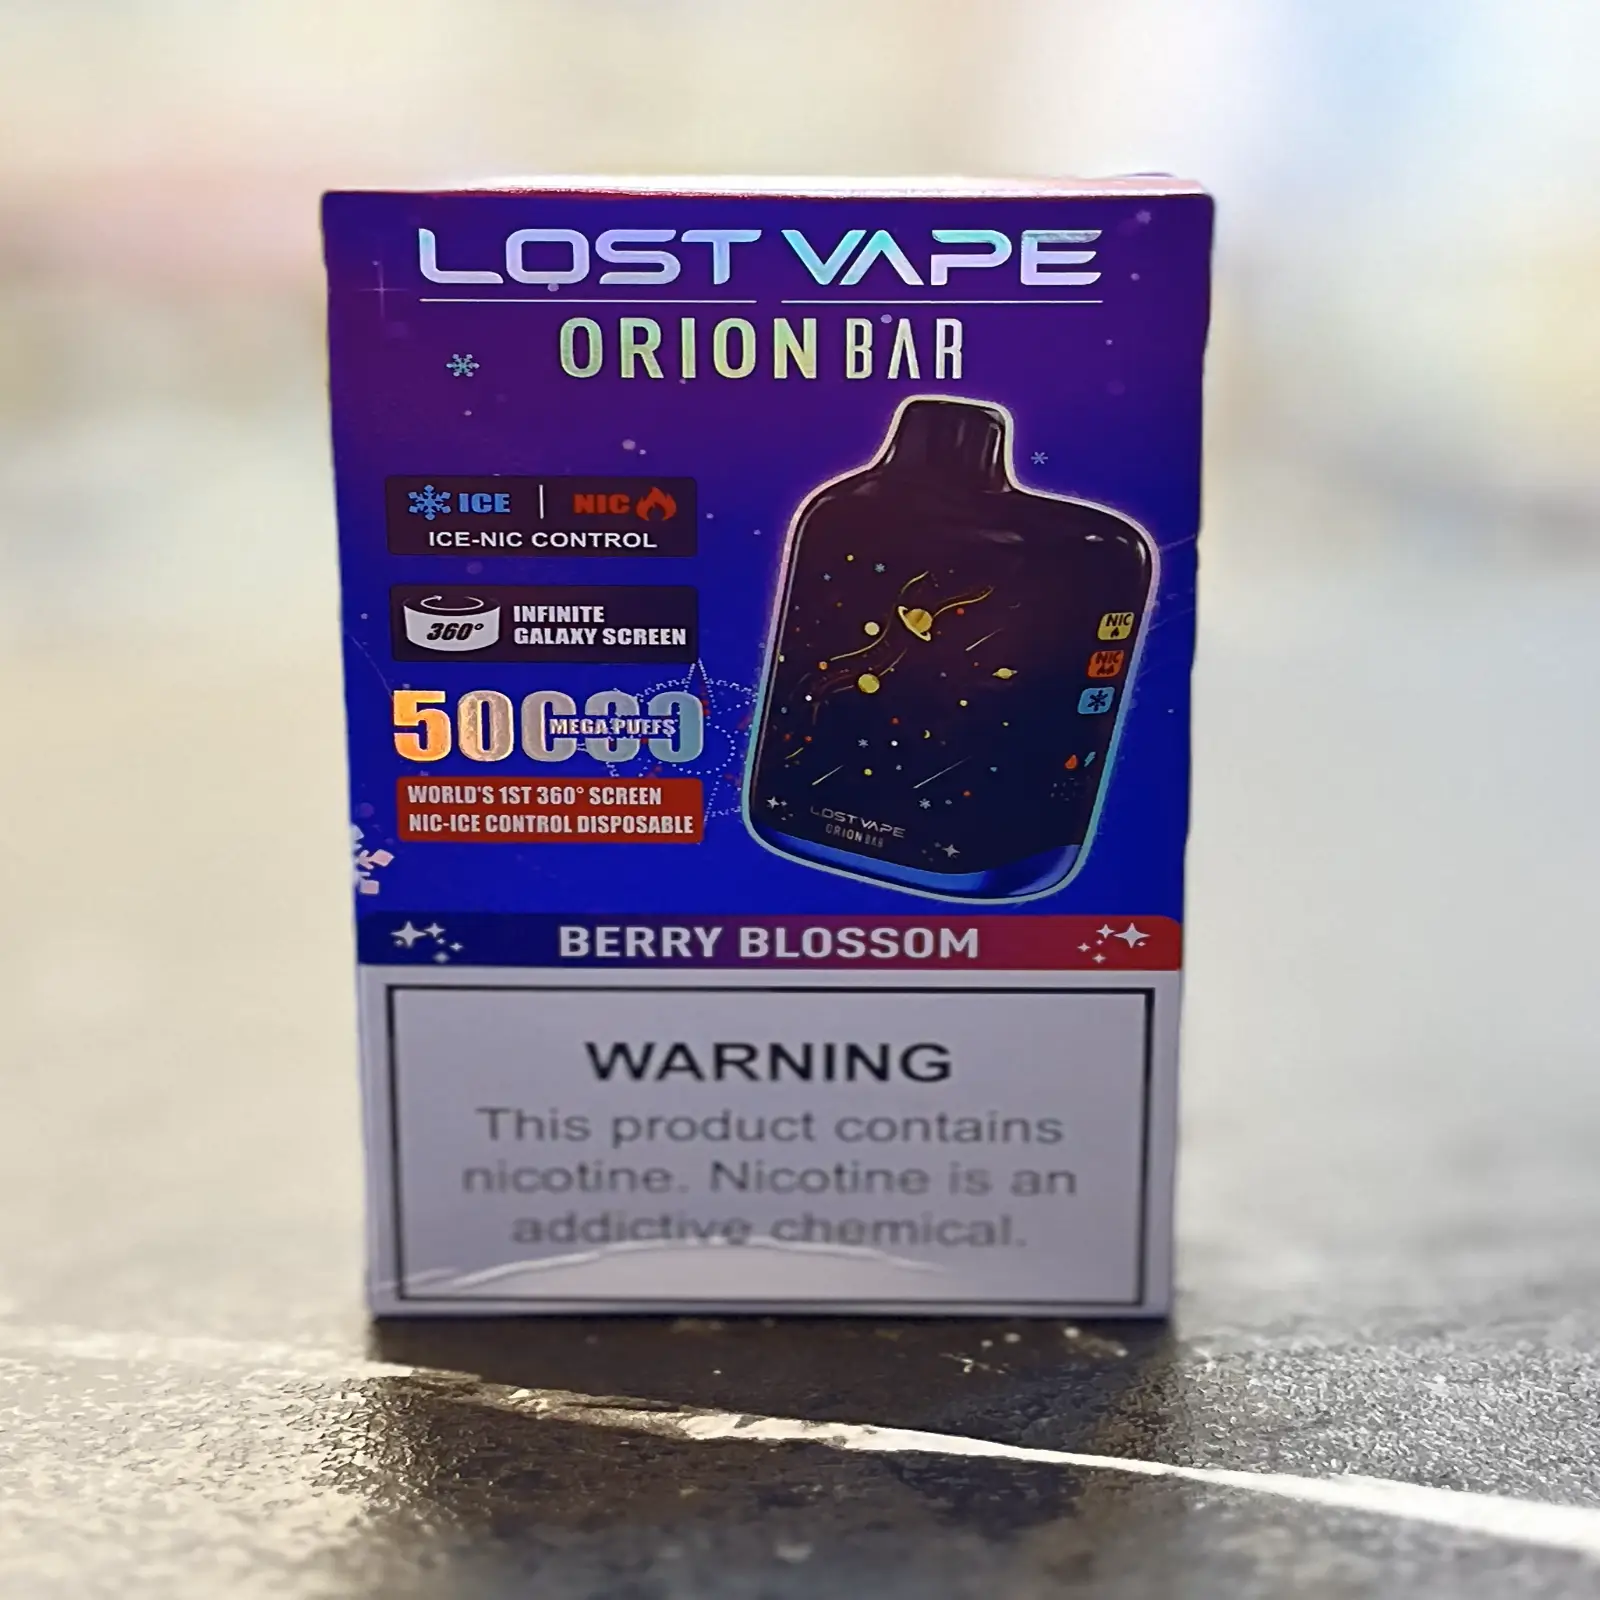 LOST VAPE
ORION BAR
ICE | NIC
ICE-NIC CONTROL
360° INFINITE
GALAXY SCREEN
50000
MEGA PUFFS
WORLD'S 1ST 360° SCREEN
NIC-ICE CONTROL DISPOSABLE
NIC
NIC
LOST VAPE
ORION BAR
BERRY BLOSSOM
WARNING
This product contains
nicotine. Nicotine is an
addictive chemical.